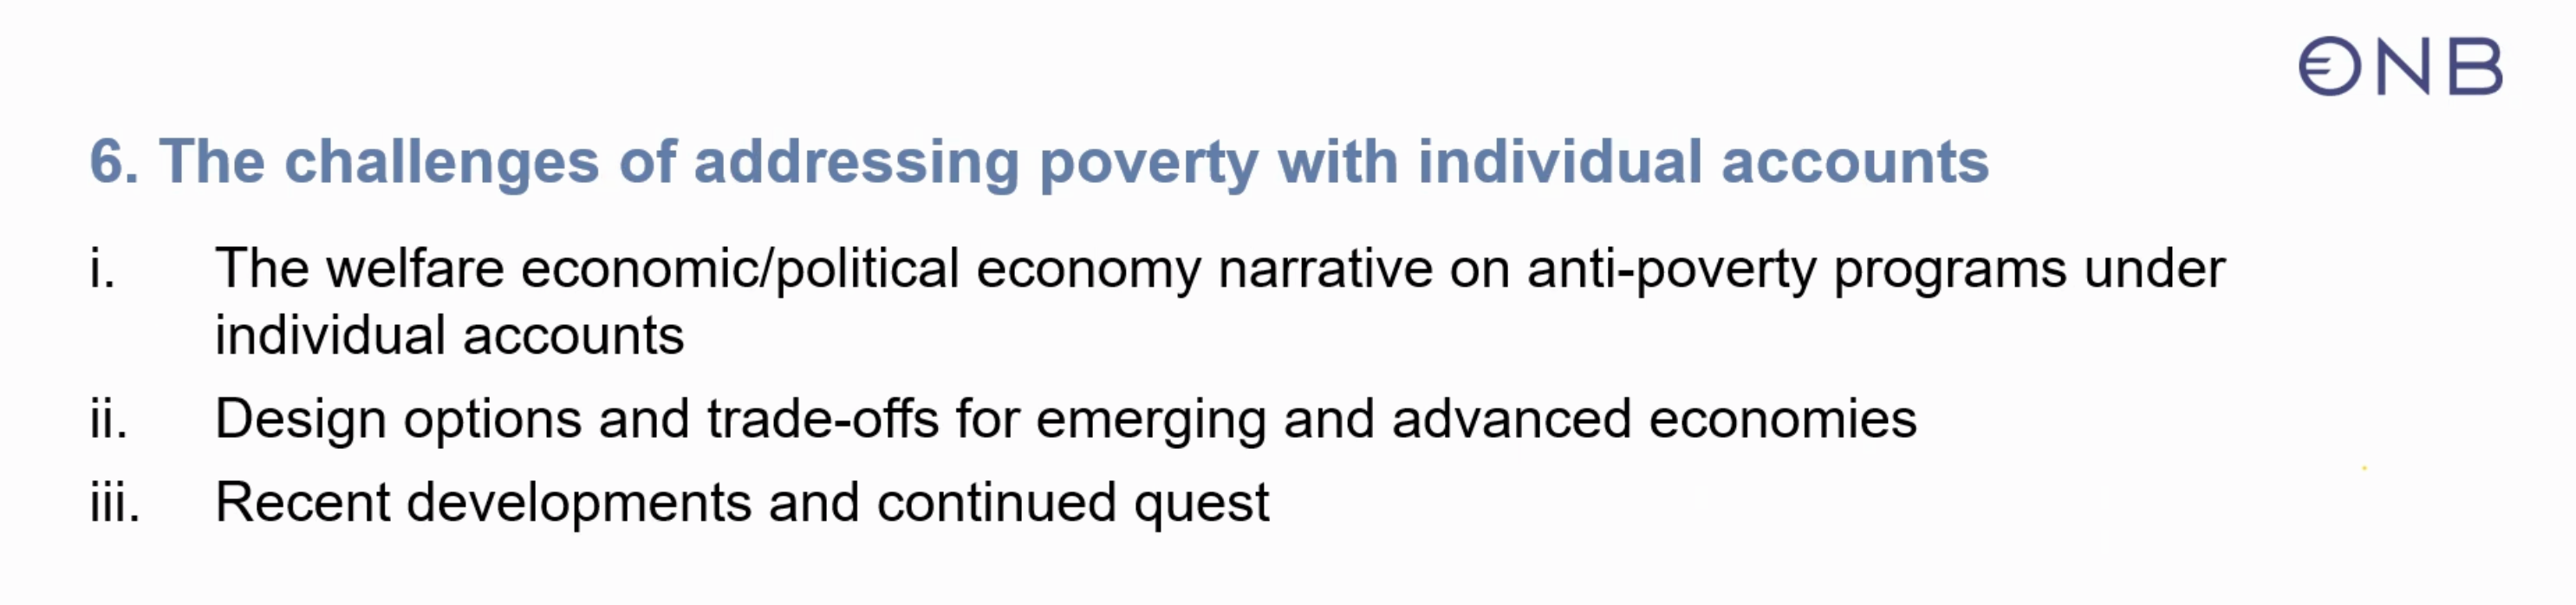 ONB
6. The challenges of addressing poverty with individual accounts
i. The welfare economic/political economy narrative on anti-poverty programs under
individual accounts
ii. Design options and trade-offs for emerging and advanced economies
iii. Recent developments and continued quest